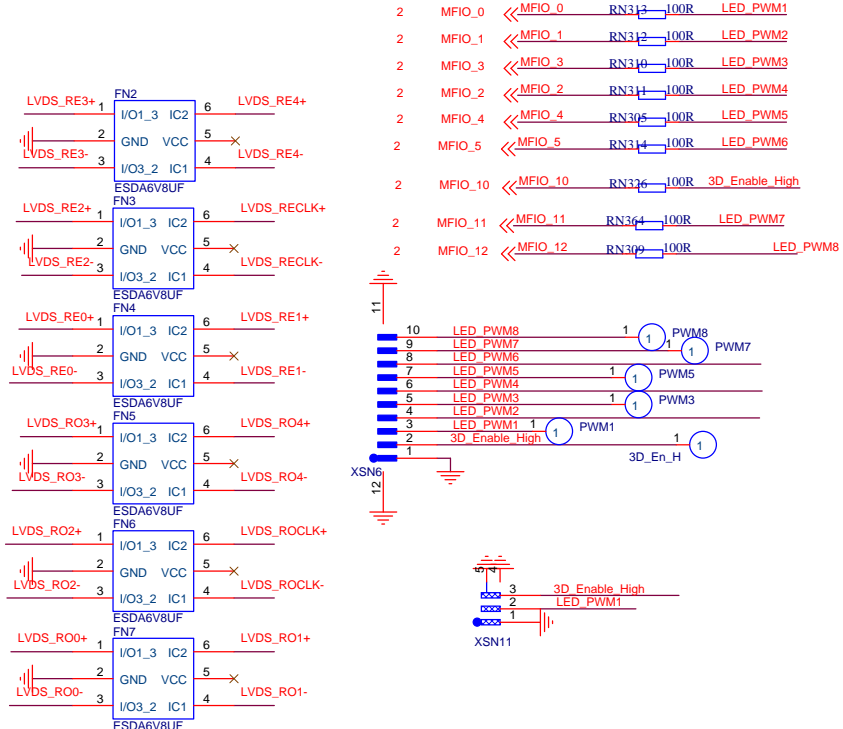 2 MFIO_0 MFIO_0 RN313 100R LED_PWM1
2 MFIO_1 MFIO_1 RN312 100R LED_PWM2
2 MFIO_3 MFIO_3 RN310 100R LED_PWM3
2 MFIO_2 MFIO_2 RN311 100R LED_PWM4
2 MFIO_4 MFIO_4 RN305 100R LED_PWM5
2 MFIO_5 MFIO_5 RN314 100R LED_PWM6
2 MFIO_10 MFIO_10 RN326 100R 3D_Enable_High
2 MFIO_11 MFIO_11 RN364 100R LED_PWM7
2 MFIO_12 MFIO_12 RN309 100R LED_PWM8
FN2
LVDS_RE3+ 1 I/O1_3 IC2 6 LVDS_RE4+
2 GND VCC 5
LVDS_RE3- 3 I/O3_2 IC1 4 LVDS_RE4-
ESDA6V8UF
FN3
LVDS_RE2+ 1 I/O1_3 IC2 6 LVDS_RECLK+
2 GND VCC 5
LVDS_RE2- 3 I/O3_2 IC1 4 LVDS_RECLK-
ESDA6V8UF
FN4
LVDS_RE0+ 1 I/O1_3 IC2 6 LVDS_RE1+
2 GND VCC 5
LVDS_RE0- 3 I/O3_2 IC1 4 LVDS_RE1-
ESDA6V8UF
FN5
LVDS_RO3+ 1 I/O1_3 IC2 6 LVDS_RO4+
2 GND VCC 5
LVDS_RO3- 3 I/O3_2 IC1 4 LVDS_RO4-
ESDA6V8UF
FN6
LVDS_RO2+ 1 I/O1_3 IC2 6 LVDS_ROCLK+
2 GND VCC 5
LVDS_RO2- 3 I/O3_2 IC1 4 LVDS_ROCLK-
ESDA6V8UF
FN7
LVDS_RO0+ 1 I/O1_3 IC2 6 LVDS_RO1+
2 GND VCC 5
LVDS_RO0- 3 I/O3_2 IC1 4 LVDS_RO1-
ESDA6V8UF
11
10 LED_PWM8 1 1 PWM8
9 LED_PWM7 1 1 PWM7
8 LED_PWM6
7 LED_PWM5 1 1 PWM5
6 LED_PWM4
5 LED_PWM3 1 1 PWM3
4 LED_PWM2
3 LED_PWM1 1 1 PWM1
2 3D_Enable_High 1 1 3D_En_H
1
XSN6
12
5 4
3 3D_Enable_High
2 LED_PWM1
1
XSN11